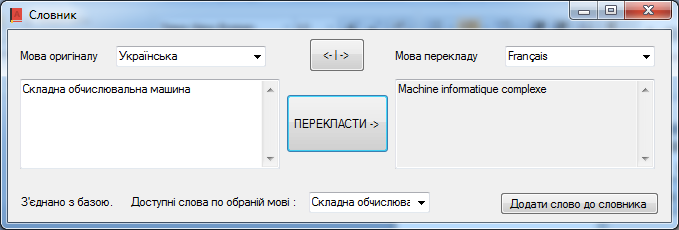 Словник
Мова оригіналу Українська <-|-> Мова перекладу Français
Складна обчислювальна машина
Machine informatique complexe
ПЕРЕКЛАСТИ ->
З'єднано з базою. Доступні слова по обраній мові : Складна обчислюва Додати слово до словника